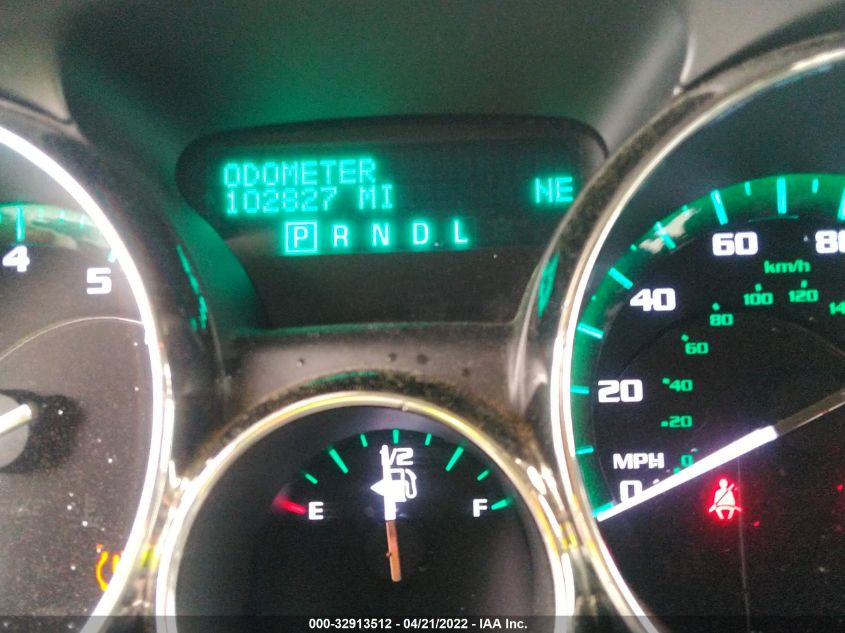 ODOMETER
102827 MI NE
P R N D L
4 5
20 40 60 80
km/h
0 20 40 60 80 100 120
MPH
0
1/2
E F
000-32913512 - 04/21/2022 - IAA Inc.